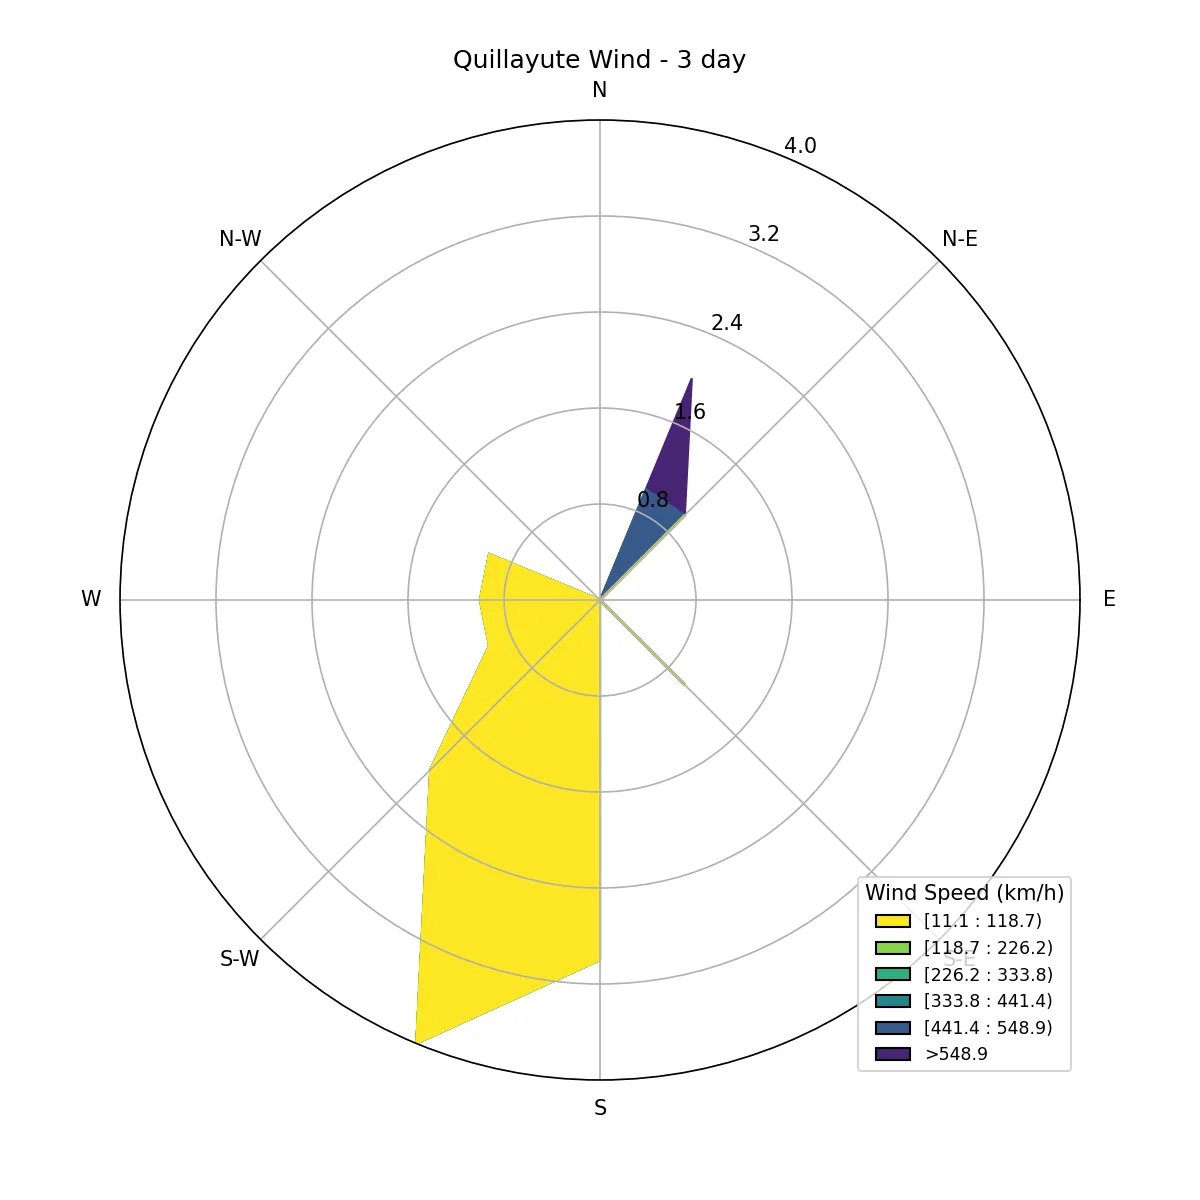 Quillayute Wind - 3 day
N
4.0
N-W
3.2
N-E
2.4
1.6
0.8
W
E
S-W
S-E
S
Wind Speed (km/h)
[11.1 : 118.7)
[118.7 : 226.2)
[226.2 : 333.8)
[333.8 : 441.4)
[441.4 : 548.9)
>548.9